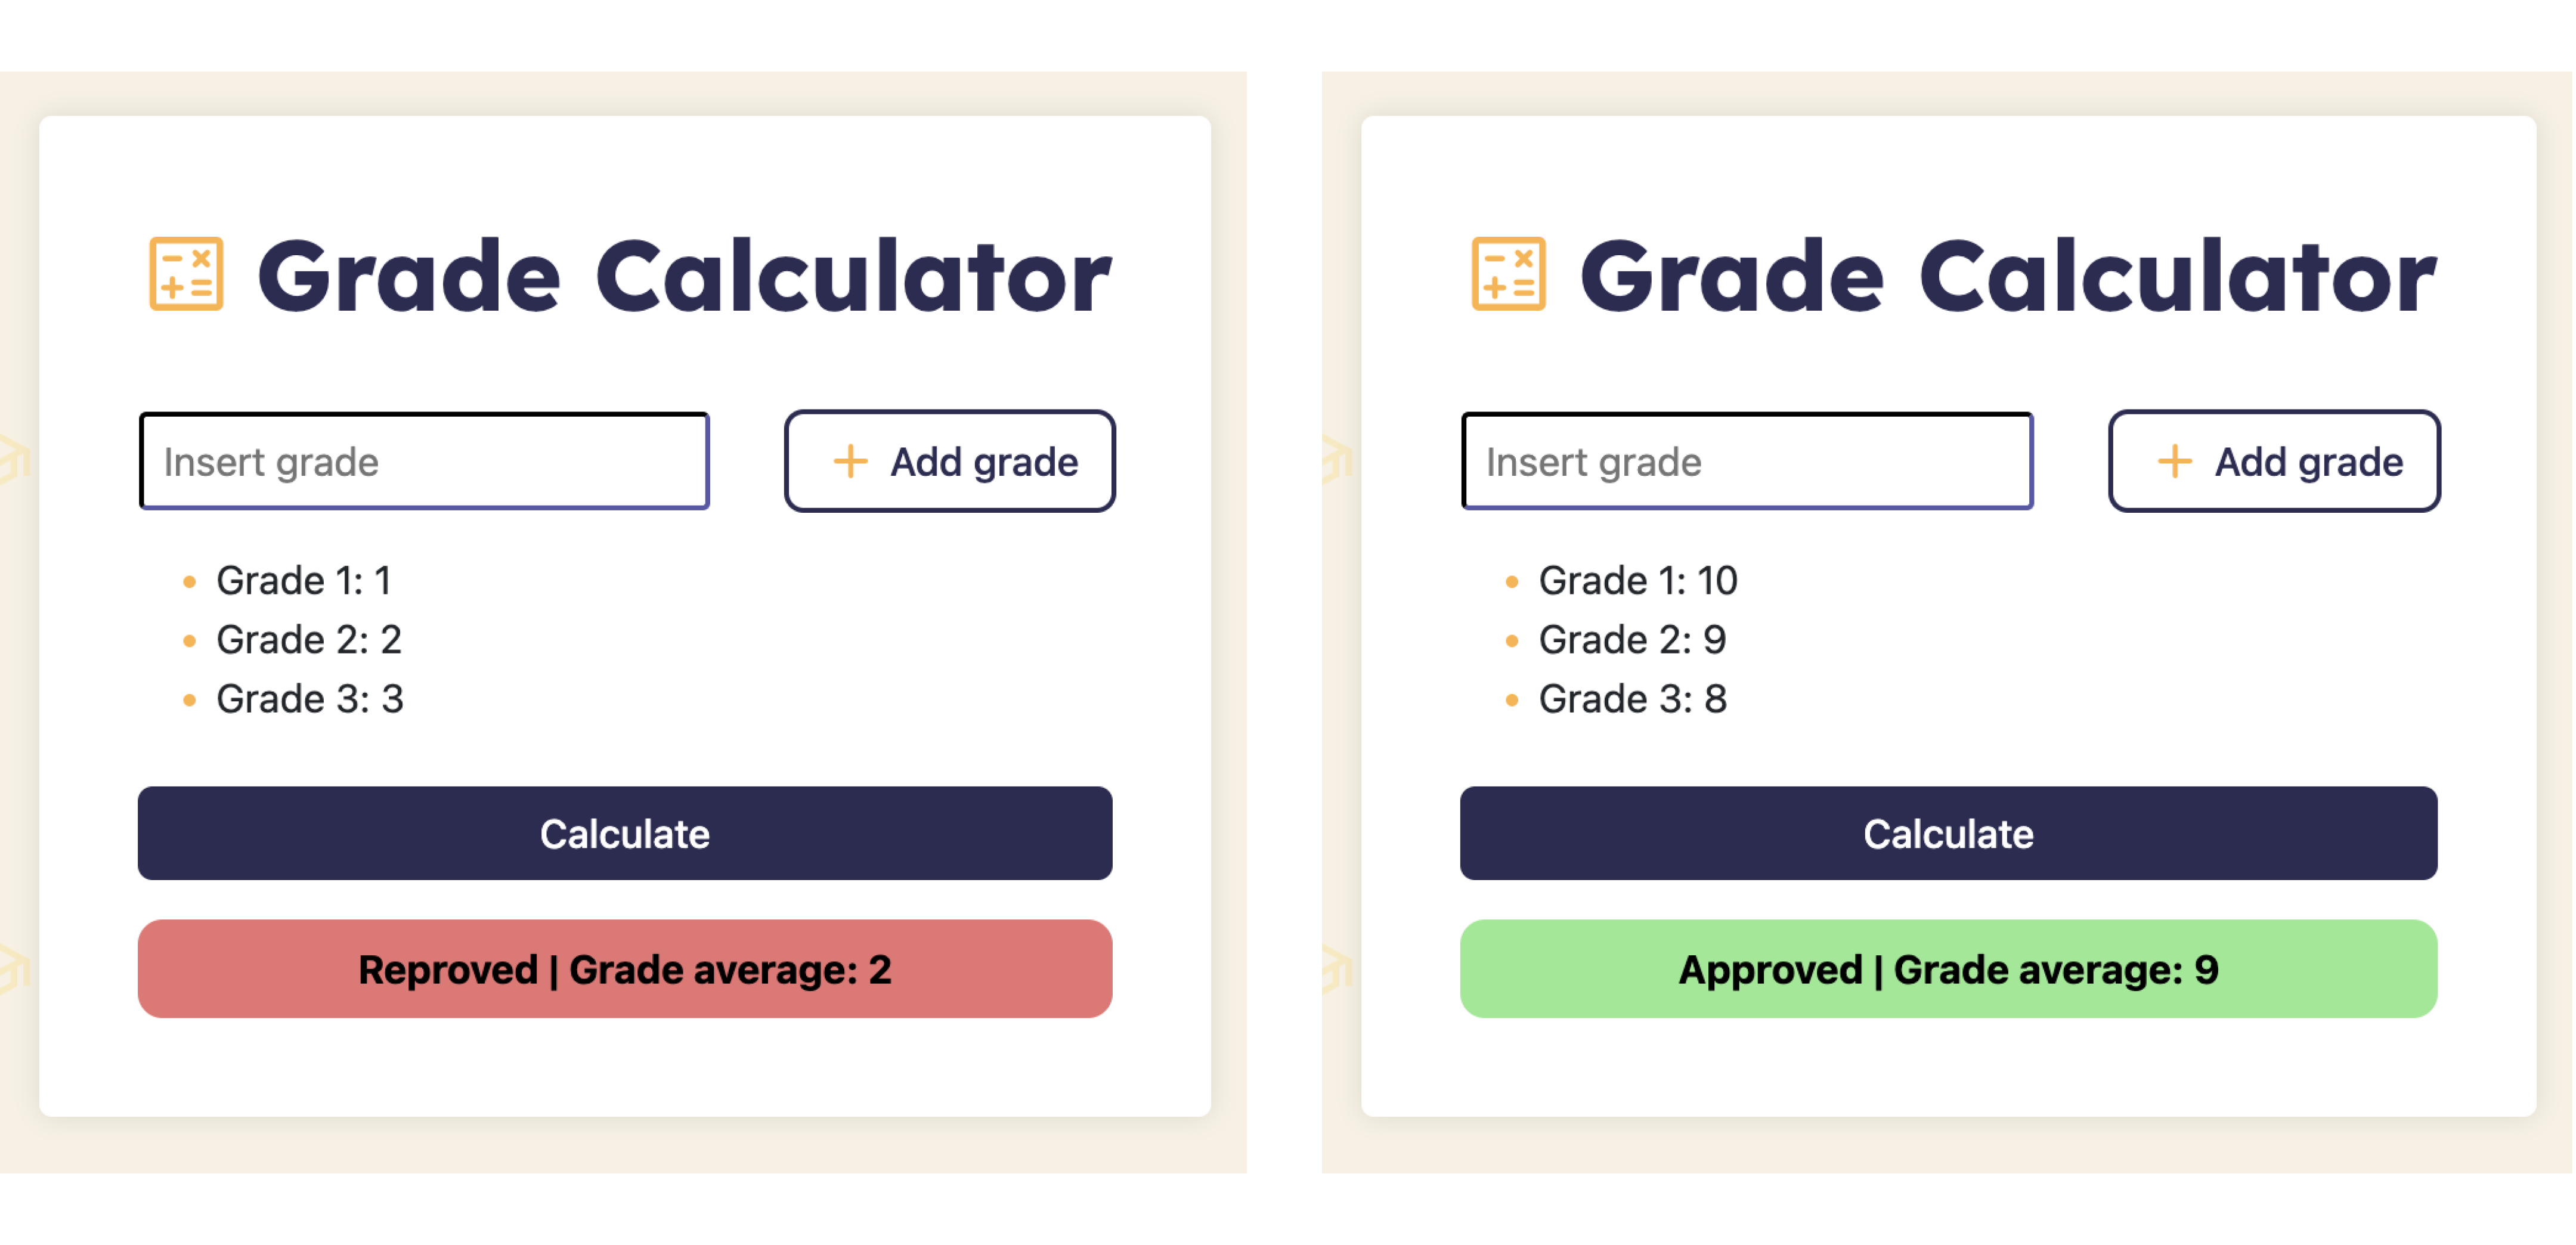 Grade Calculator
Insert grade
+ Add grade
Grade 1: 1
Grade 2: 2
Grade 3: 3
Calculate
Reproved | Grade average: 2
Grade Calculator
Insert grade
+ Add grade
Grade 1: 10
Grade 2: 9
Grade 3: 8
Calculate
Approved | Grade average: 9